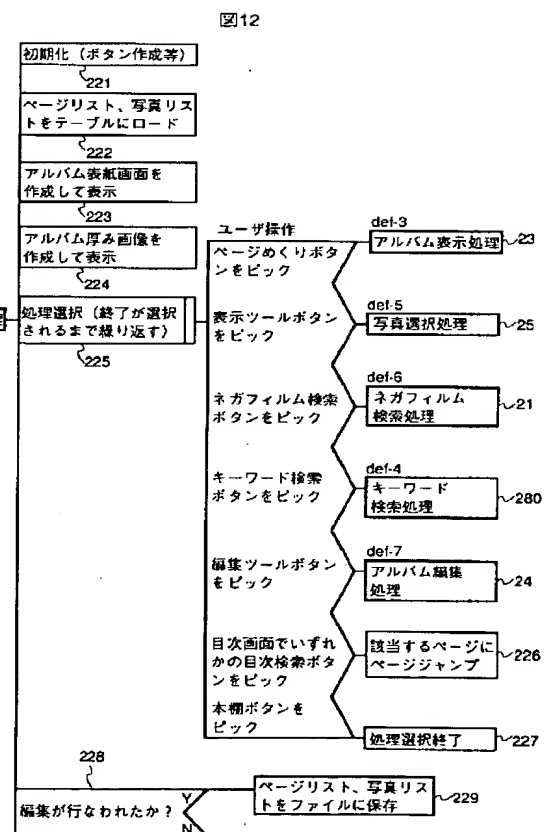 図12
初期化（ボタン作成等）
221
ページリスト、写真リス
トをテーブルにロード
222
アルバム表紙画面を
作成して表示
223
アルバム厚み画像を
作成して表示
224
処理選択（終了が選択
されるまで繰り返す）
225
ユーザ操作
ページめくりボタ
ンをピック
def-3
アルバム表示処理
23
表示ツールボタン
をピック
def-5
写真選択処理
25
ネガフィルム検索
ボタンをピック
def-6
ネガフィルム
検索処理
21
キーワード検索
ボタンをピック
def-4
キーワード
検索処理
280
編集ツールボタン
をピック
def-7
アルバム編集
処理
24
目次画面でいずれ
かの目次検索ボタ
ンをピック
該当するページに
ページジャンプ
226
本棚ボタンを
ピック
処理選択終了
227
228
編集が行なわれたか？
Y
N
ページリスト、写真リス
トをファイルに保存
229